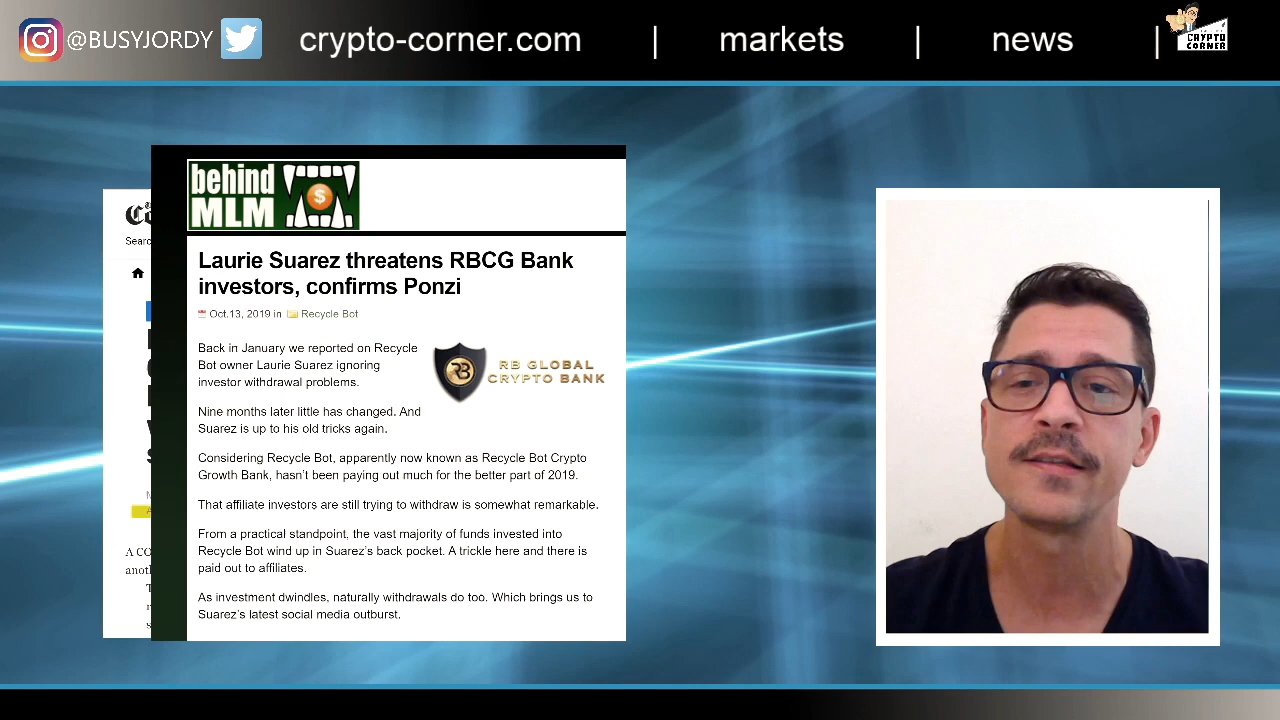 @BUSYJORDY
crypto-corner.com | markets | news |
CRYPTO
CORNER
behind
MLM
$
Laurie Suarez threatens RBCG Bank
investors, confirms Ponzi
Oct.13, 2019 in Recycle Bot
Back in January we reported on Recycle
Bot owner Laurie Suarez ignoring
investor withdrawal problems.
RB
RB GLOBAL
CRYPTO BANK
Nine months later little has changed. And
Suarez is up to his old tricks again.
Considering Recycle Bot, apparently now known as Recycle Bot Crypto
Growth Bank, hasn't been paying out much for the better part of 2019.
That affiliate investors are still trying to withdraw is somewhat remarkable.
From a practical standpoint, the vast majority of funds invested into
Recycle Bot wind up in Suarez's back pocket. A trickle here and there is
paid out to affiliates.
As investment dwindles, naturally withdrawals do too. Which brings us to
Suarez's latest social media outburst.